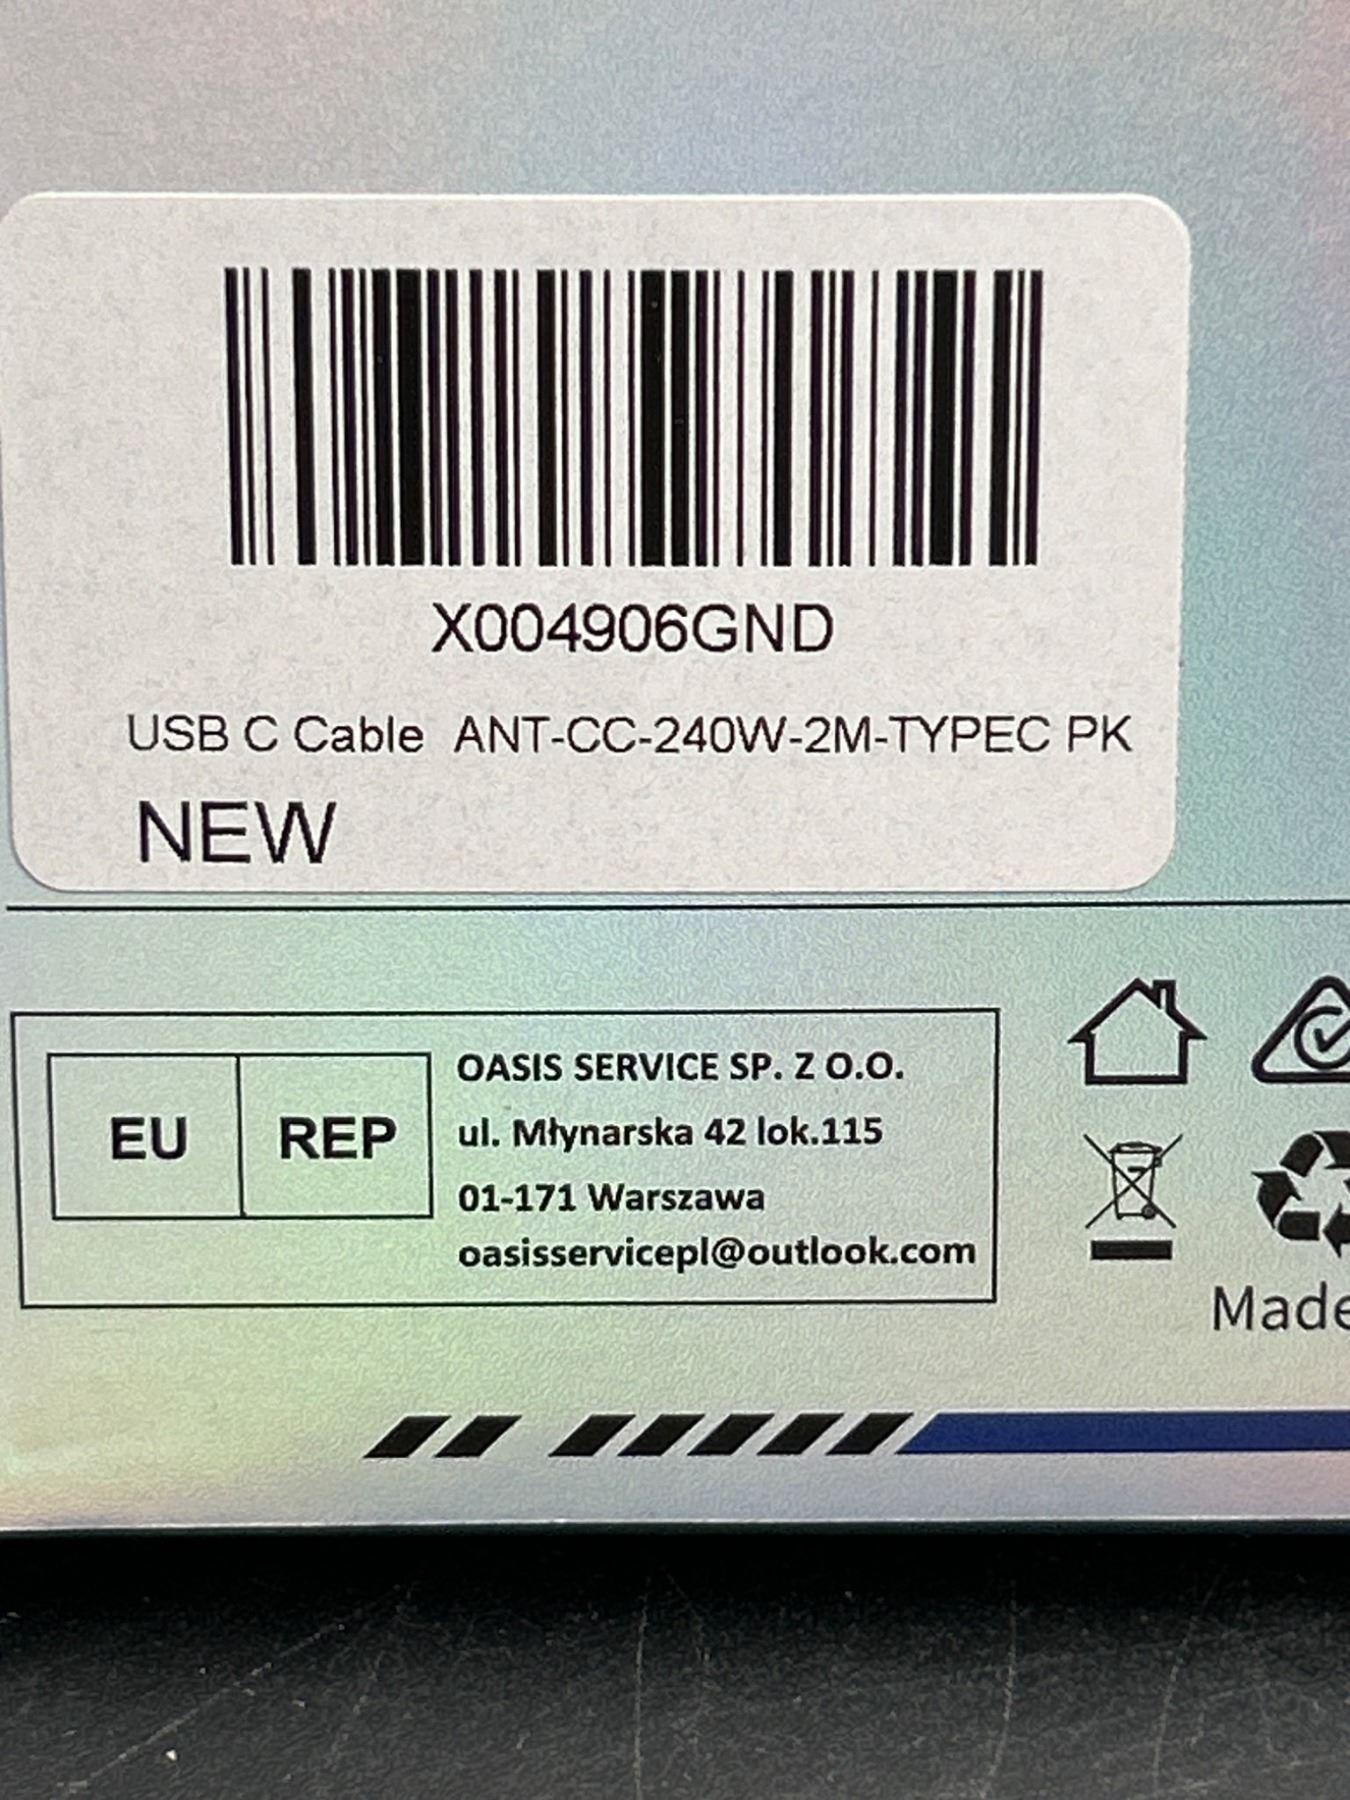 X004906GND
USB C Cable ANT-CC-240W-2M-TYPEC PK
NEW
EU REP
OASIS SERVICE SP. Z O.O.
ul. Młynarska 42 lok.115
01-171 Warszawa
oasisservicepl@outlook.com
Made